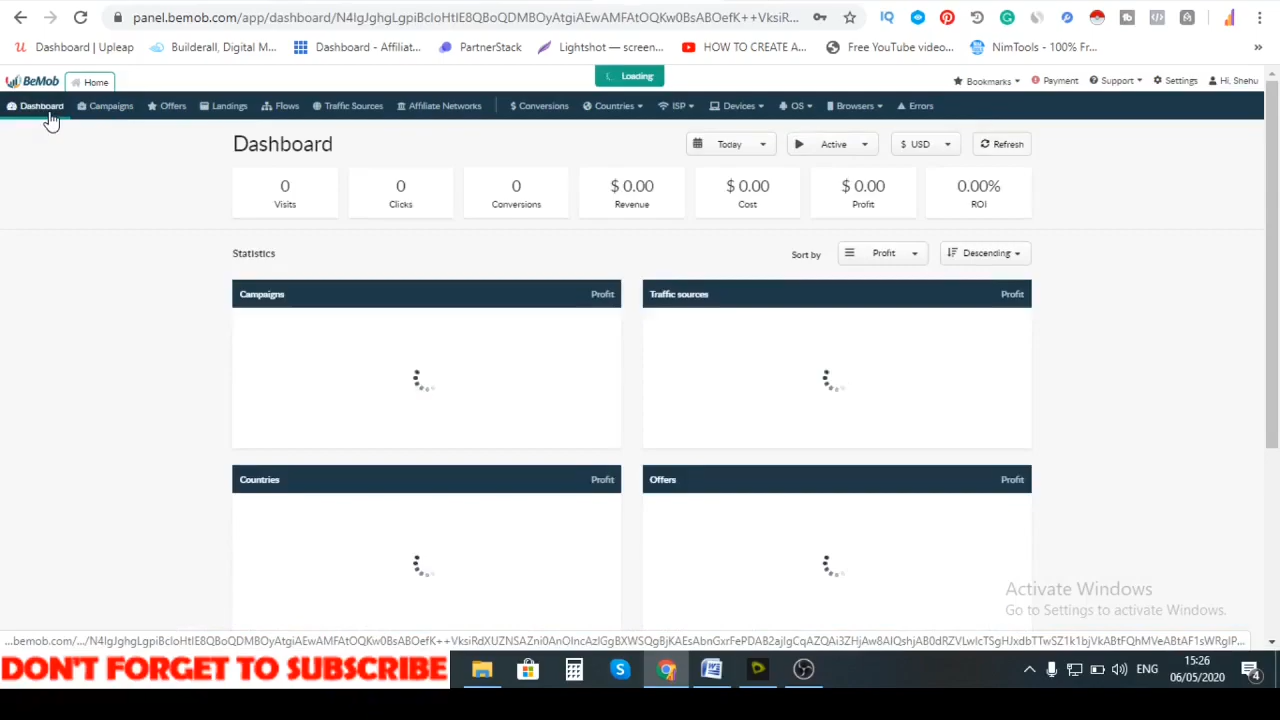 panel.bemob.com/app/dashboard/N4IgJghgLgpiBcIoHtIE8QBoQDMBOyAtgiAEwAMFAtOQKw0BsABOefK++VksiR...
Dashboard | Upleap
Builderall, Digital M...
Dashboard - Affiliat...
PartnerStack
Lightshot — screen...
HOW TO CREATE A...
Free YouTube video...
NimTools - 100% Fr...
BeMob
Home
Loading
Bookmarks
Payment
Support
Settings
Hi, Shehu
Dashboard
Campaigns
Offers
Landings
Flows
Traffic Sources
Affiliate Networks
$ Conversions
Countries
ISP
Devices
OS
Browsers
Errors
Dashboard
Today
Active
$ USD
Refresh
0
Visits
0
Clicks
0
Conversions
$ 0.00
Revenue
$ 0.00
Cost
$ 0.00
Profit
0.00%
ROI
Statistics
Sort by
Profit
Descending
Campaigns
Profit
Traffic sources
Profit
Countries
Profit
Offers
Profit
Activate Windows
Go to Settings to activate Windows.
DON'T FORGET TO SUBSCRIBE
ENG
15:26
06/05/2020
4